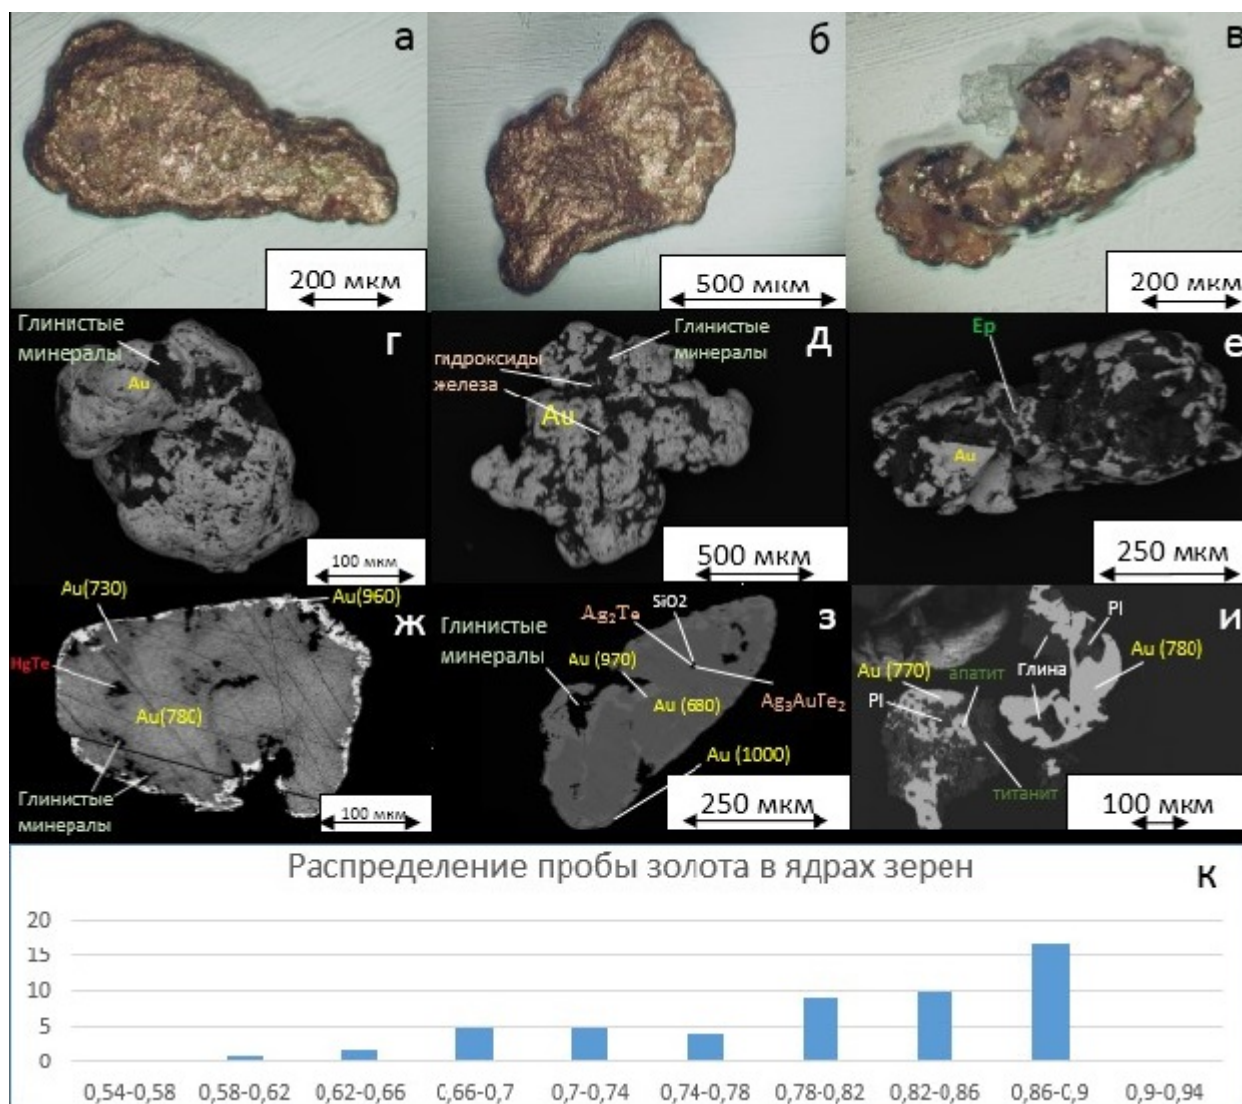 а
200 мкм
б
500 мкм
в
200 мкм
Глинистые
минералы
Au
г
100 мкм
гидроксиды
железа
Глинистые
минералы
Au
д
500 мкм
Ep
Au
е
250 мкм
Au(730)
Au(960)
ж
HgTe
Au(780)
Глинистые
минералы
100 мкм
Глинистые
минералы
Ag₂Te
SiO2
з
Au (970)
Au (680)
Ag₃AuTe₂
Au (1000)
250 мкм
Pl
и
Au (770)
апатит
Глина
Au (780)
Pl
титанит
100 мкм
Распределение пробы золота в ядрах зерен
к
20
15
10
5
0
0,54-0,58 0,58-0,62 0,62-0,66 0,66-0,7 0,7-0,74 0,74-0,78 0,78-0,82 0,82-0,86 0,86-0,9 0,9-0,94